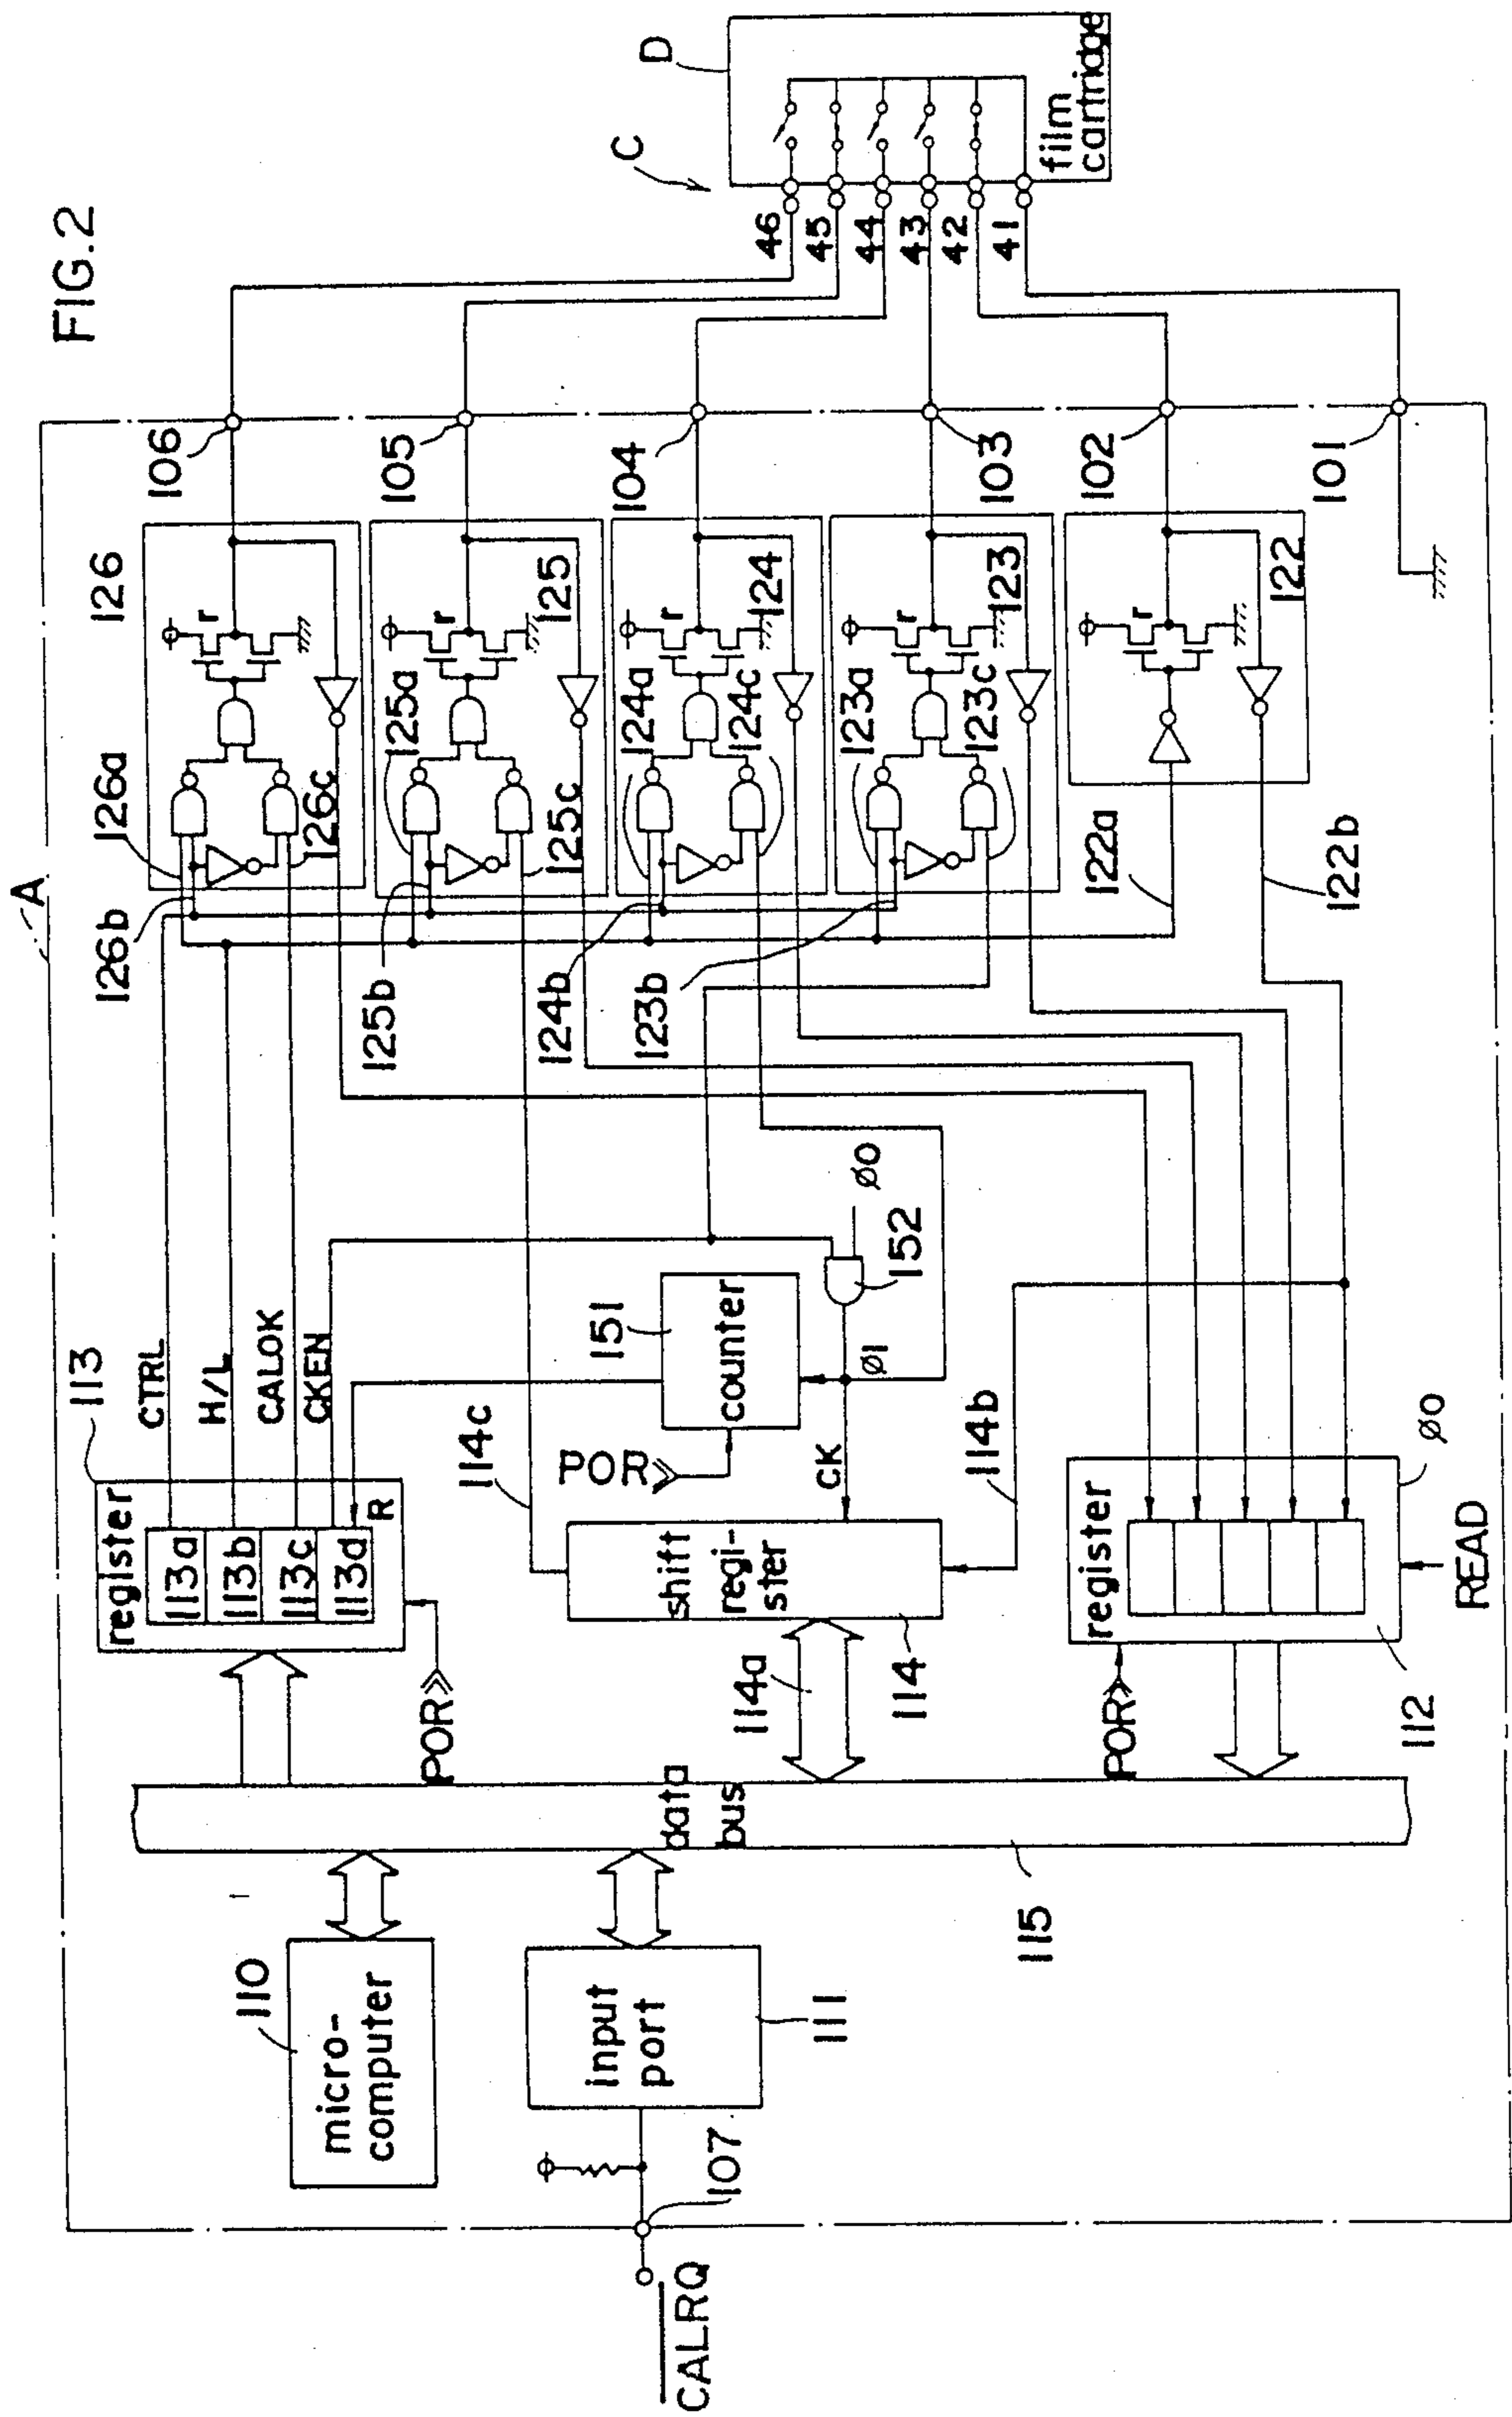 FIG.2
A
C
D
film
cartridge
46
45
44
43
42
41
106
105
104
103
102
101
126
r
126a
126b
126c
125
r
125a
125b
125c
124
r
124a
124b
124c
123
r
123a
123b
123c
122
r
122a
122b
113
register
113a
113b
113c
113d
R
CTRL
H/L
CALOK
CKEN
POR
151
counter
POR
152
ø0
ø1
CK
114c
114b
shift
regi-
ster
114a
114
register
POR
READ
ø0
112
data
bus
115
110
micro-
computer
input
port
111
107
CALRQ